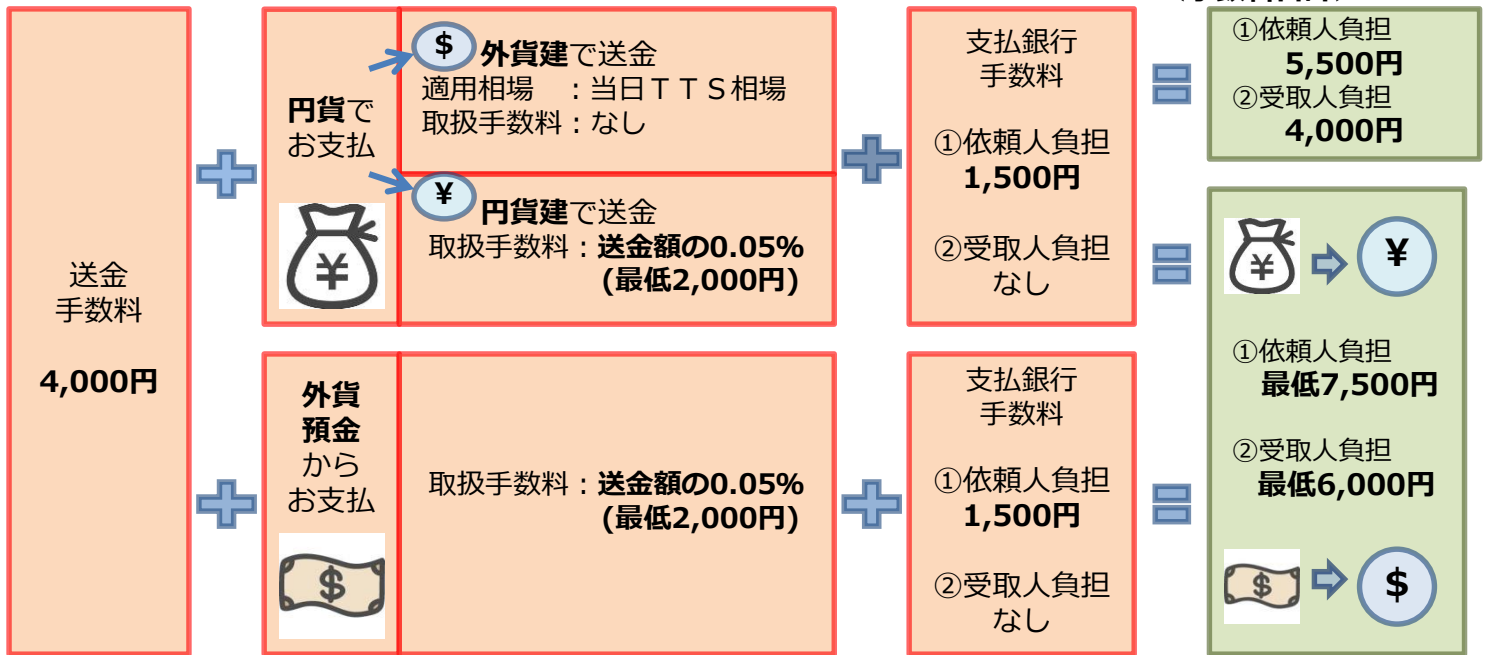 送金
手数料
4,000円
円貨で
お支払
$
外貨建で送金
適用相場　：当日ＴＴＳ相場
取扱手数料：なし
¥
円貨建で送金
取扱手数料：送金額の0.05%
(最低2,000円)
¥
支払銀行
手数料
①依頼人負担
1,500円
②受取人負担
なし
①依頼人負担
5,500円
②受取人負担
4,000円
¥
¥
①依頼人負担
最低7,500円
②受取人負担
最低6,000円
$
$
外貨
預金
から
お支払
$
取扱手数料：送金額の0.05%
(最低2,000円)
支払銀行
手数料
①依頼人負担
1,500円
②受取人負担
なし